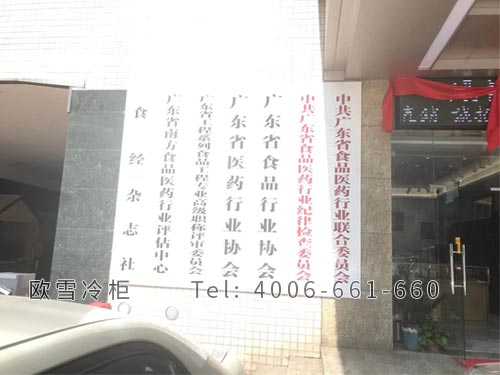 中共广东省食品医药行业联合委员会
中共广东省食品医药行业纪律检查委员会
广东省食品行业协会
广东省医药行业协会
广东省工程系列食品工程专业高级职称评审委员会
广东省南方食品医药行业评估中心
食经杂志社
欧雪冷柜 Tel: 4006-661-660